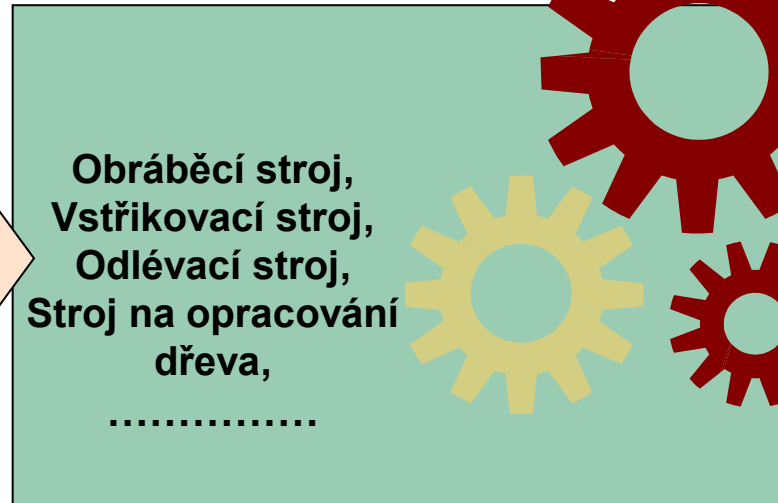 Obráběcí stroj,
Vstřikovací stroj,
Odlévací stroj,
Stroj na opracování
dřeva,
……………